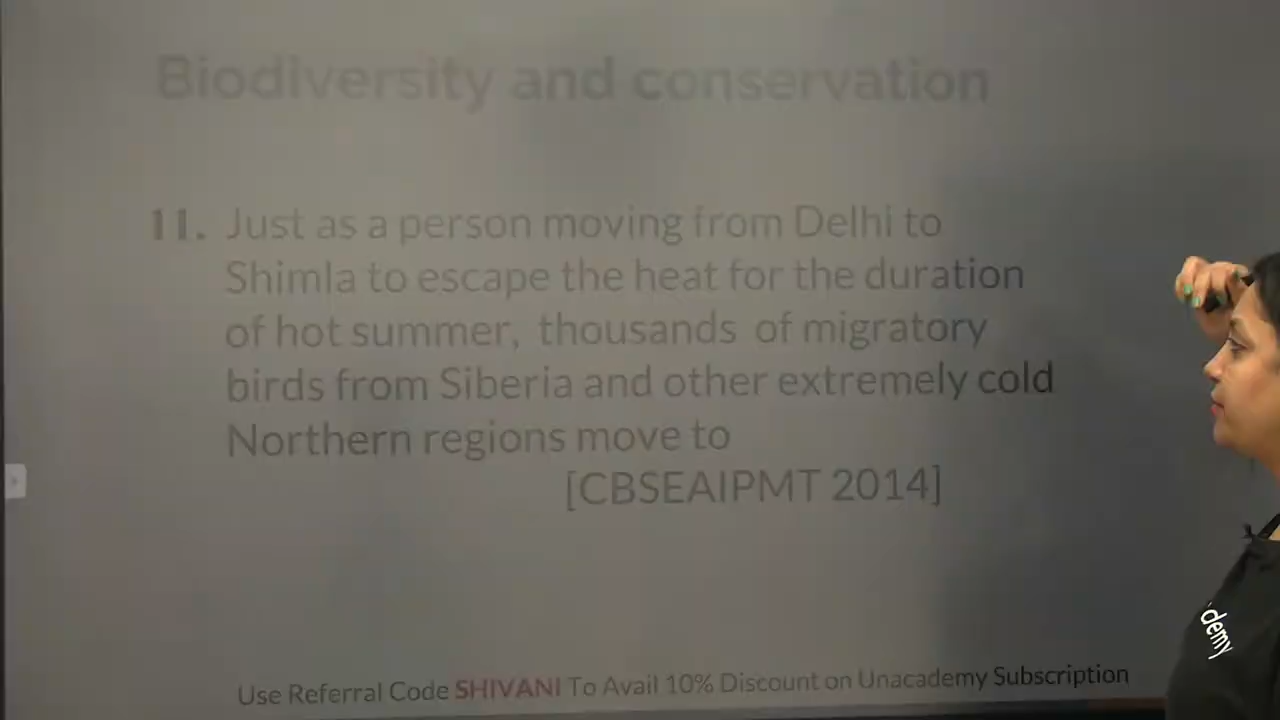 Biodiversity and conservation
11. Just as a person moving from Delhi to
Shimla to escape the heat for the duration
of hot summer, thousands of migratory
birds from Siberia and other extremely cold
Northern regions move to
[CBSEAIPMT 2014]
demy
Use Referral Code SHIVANI To Avail 10% Discount on Unacademy Subscription